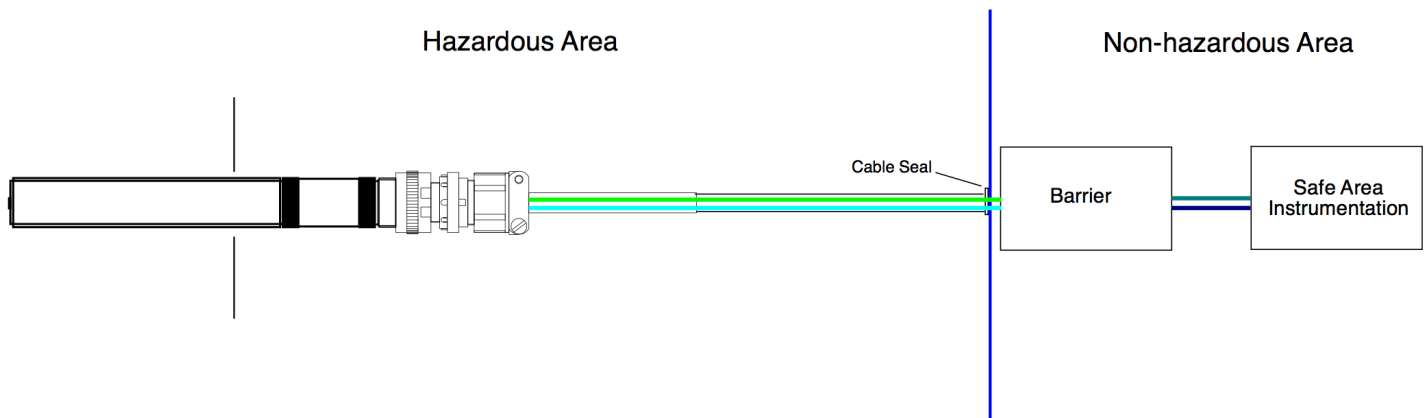 Hazardous Area
Non-hazardous Area
Cable Seal
Barrier
Safe Area
Instrumentation